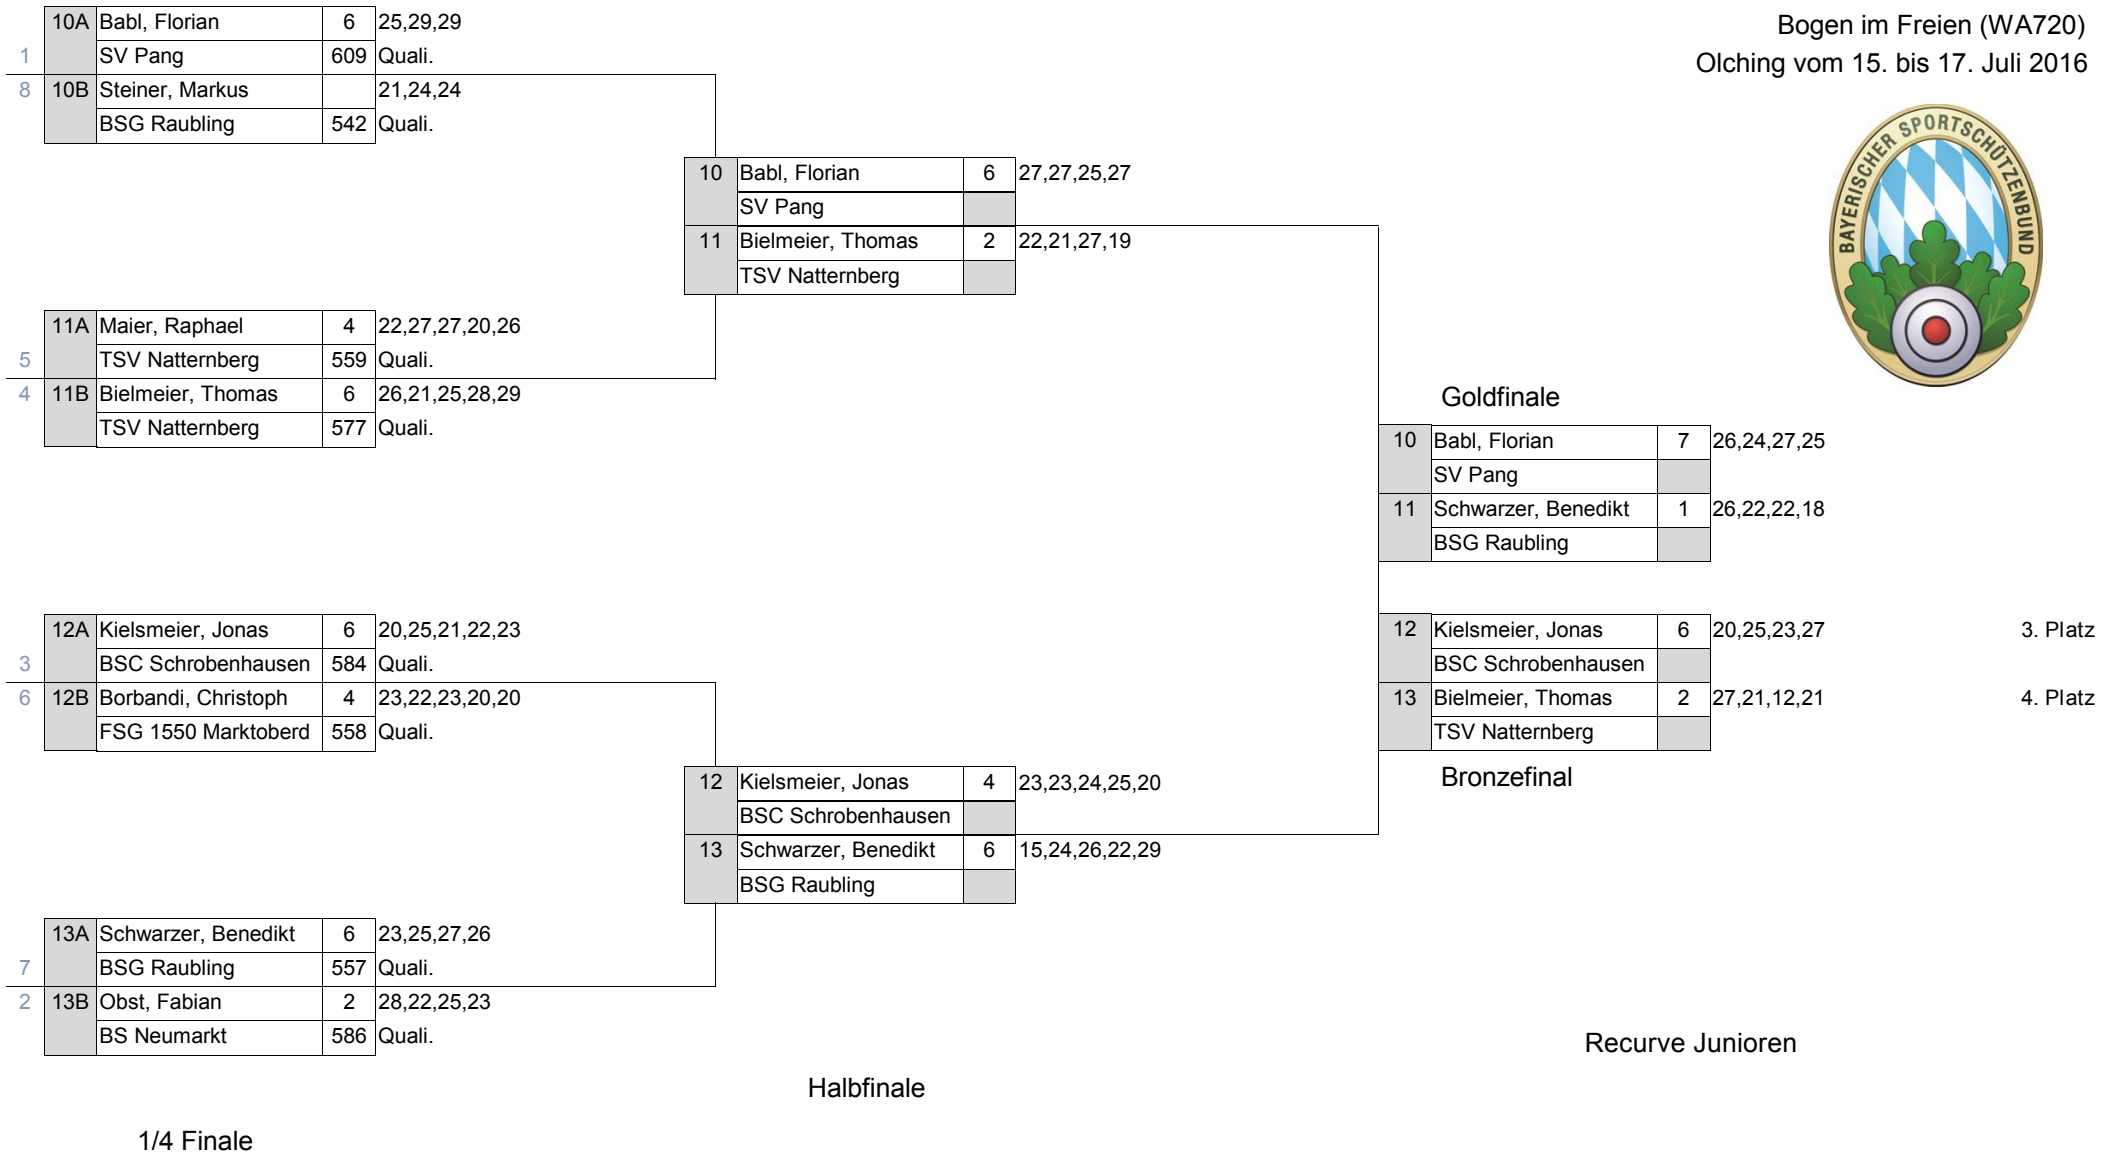 Bogen im Freien (WA720)
Olching vom 15. bis 17. Juli 2016
BAYERISCHER SPORTSCHÜTZENBUND
10A Babl, Florian 6 25,29,29
1 SV Pang 609 Quali.
8 10B Steiner, Markus 21,24,24
BSG Raubling 542 Quali.
11A Maier, Raphael 4 22,27,27,20,26
5 TSV Natternberg 559 Quali.
4 11B Bielmeier, Thomas 6 26,21,25,28,29
TSV Natternberg 577 Quali.
12A Kielsmeier, Jonas 6 20,25,21,22,23
3 BSC Schrobenhausen 584 Quali.
6 12B Borbandi, Christoph 4 23,22,23,20,20
FSG 1550 Marktoberd 558 Quali.
13A Schwarzer, Benedikt 6 23,25,27,26
7 BSG Raubling 557 Quali.
2 13B Obst, Fabian 2 28,22,25,23
BS Neumarkt 586 Quali.
1/4 Finale
10 Babl, Florian 6 27,27,25,27
SV Pang
11 Bielmeier, Thomas 2 22,21,27,19
TSV Natternberg
12 Kielsmeier, Jonas 4 23,23,24,25,20
BSC Schrobenhausen
13 Schwarzer, Benedikt 6 15,24,26,22,29
BSG Raubling
Halbfinale
Goldfinale
10 Babl, Florian 7 26,24,27,25
SV Pang
11 Schwarzer, Benedikt 1 26,22,22,18
BSG Raubling
12 Kielsmeier, Jonas 6 20,25,23,27 3. Platz
BSC Schrobenhausen
13 Bielmeier, Thomas 2 27,21,12,21 4. Platz
TSV Natternberg
Bronzefinal
Recurve Junioren